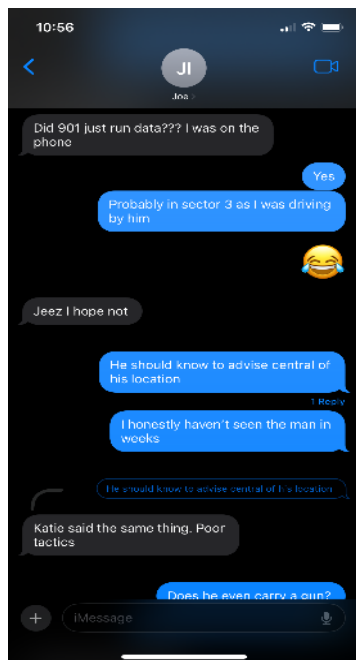 10:56
JI
Joa
Did 901 just run data??? I was on the
phone
Yes
Probably in sector 3 as I was driving
by him
Jeez I hope not
He should know to advise central of
his location
1 Reply
I honestly haven't seen the man in
weeks
He should know to advise central of his location
Katie said the same thing. Poor
tactics
Does he even carry a gun?
iMessage